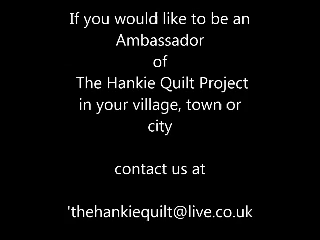 If you would like to be an
Ambassador
of
The Hankie Quilt Project
in your village, town or
city
contact us at
'thehankiequilt@live.co.uk